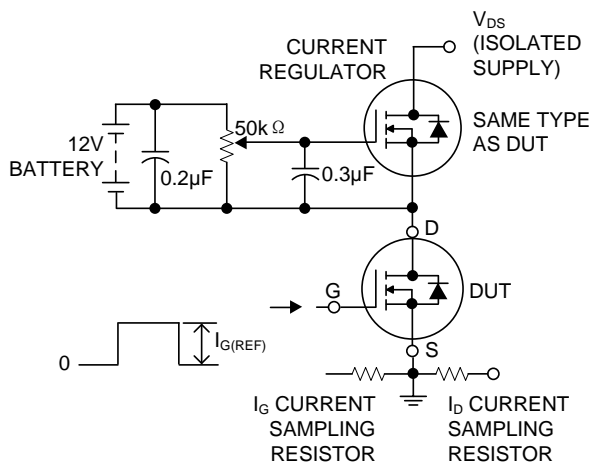 V_DS
(ISOLATED
SUPPLY)
CURRENT
REGULATOR
SAME TYPE
AS DUT
12V
BATTERY
0.2µF
50k Ω
0.3µF
D
G
DUT
S
0
I_G(REF)
I_G CURRENT
SAMPLING
RESISTOR
I_D CURRENT
SAMPLING
RESISTOR